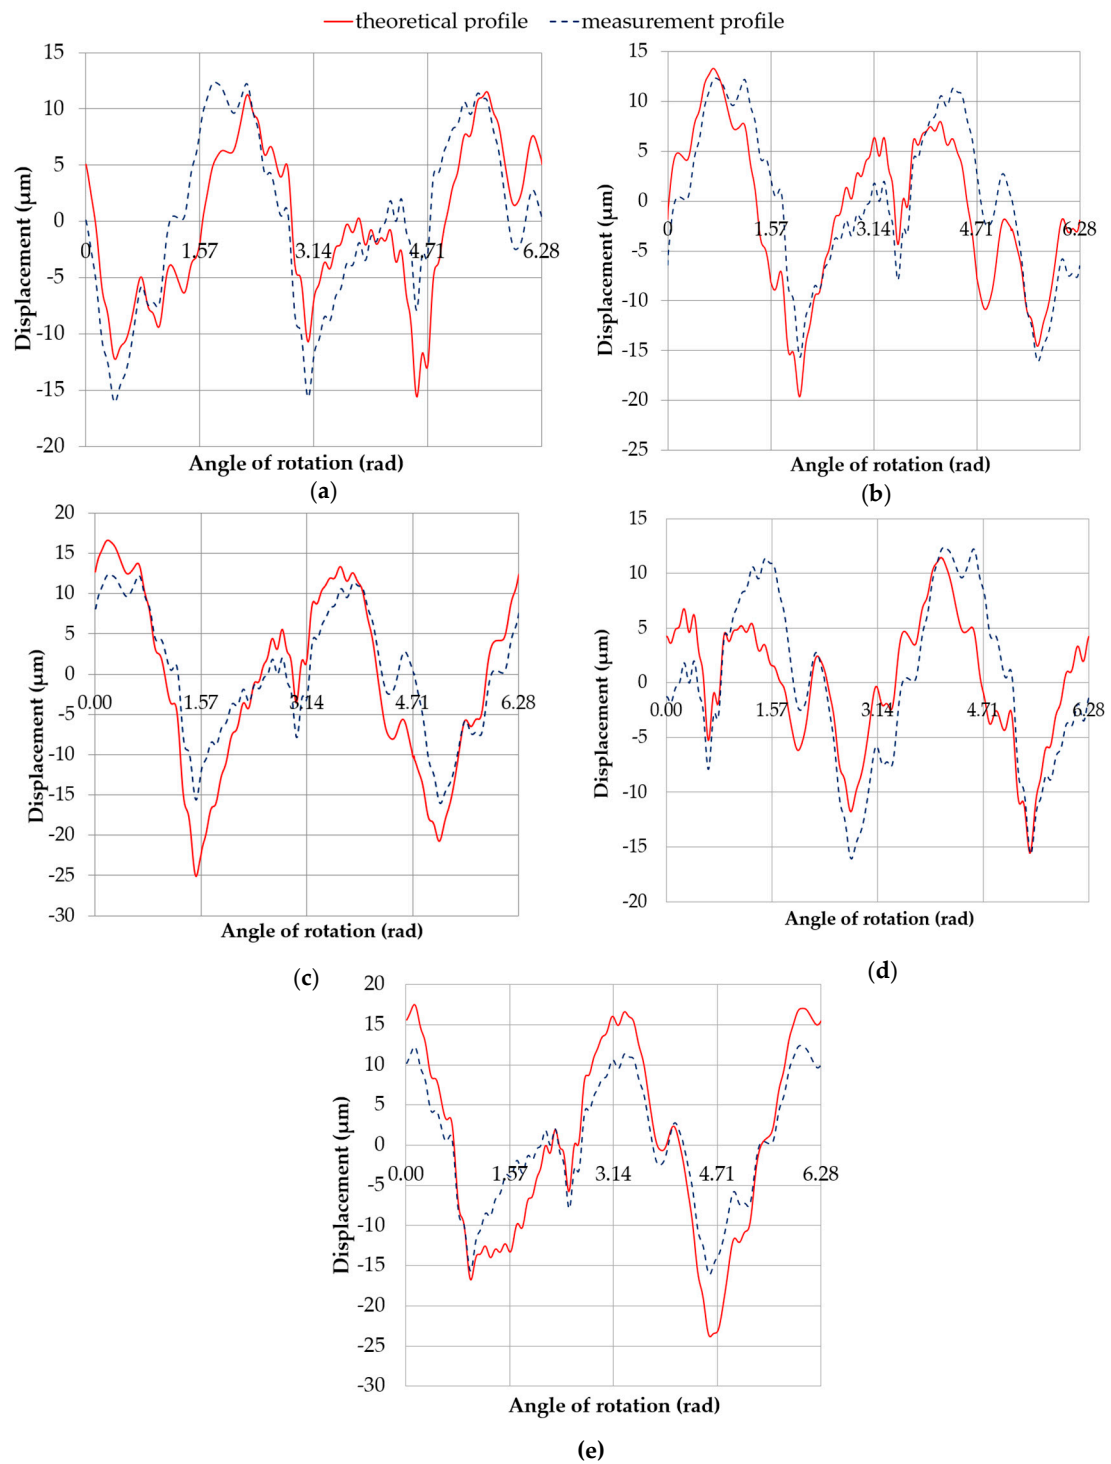 theoretical profile measurement profile
15
10
5
0
-5
-10
-15
-20
0 1.57 3.14 4.71 6.28
Displacement (μm)
Angle of rotation (rad)
(a)
15
10
5
0
-5
-10
-15
-20
-25
0 1.57 3.14 4.71 6.28
Displacement (μm)
Angle of rotation (rad)
(b)
20
15
10
5
0
-5
-10
-15
-20
-25
-30
0.00 1.57 3.14 4.71 6.28
Displacement (μm)
Angle of rotation (rad)
(c)
15
10
5
0
-5
-10
-15
-20
0.00 1.57 3.14 4.71 6.28
Displacement (μm)
Angle of rotation (rad)
(d)
20
15
10
5
0
-5
-10
-15
-20
-25
-30
0.00 1.57 3.14 4.71 6.28
Displacement (μm)
Angle of rotation (rad)
(e)